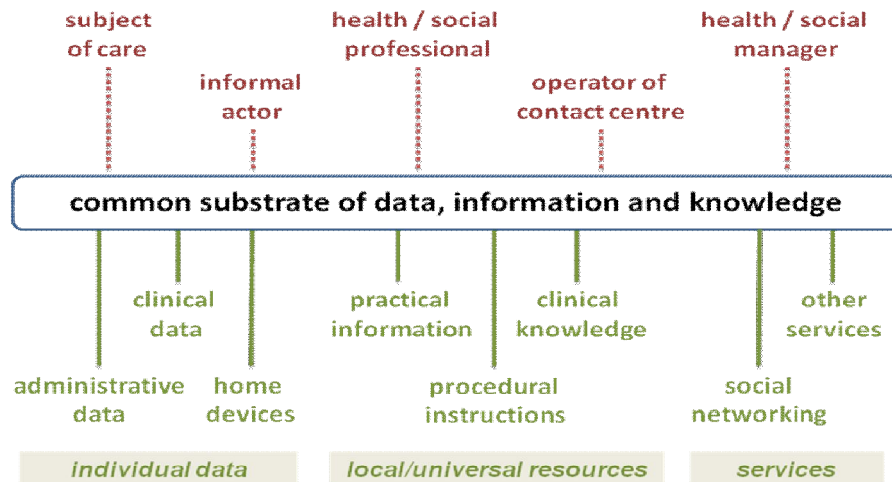 subject
of care
health / social
professional
health / social
manager
informal
actor
operator of
contact centre
common substrate of data, information and knowledge
clinical
data
practical
information
clinical
knowledge
other
services
administrative
data
home
devices
procedural
instructions
social
networking
individual data
local/universal resources
services